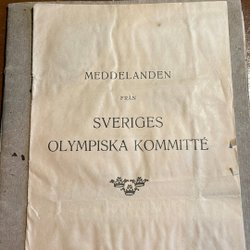 MEDDELANDEN
FRÅN
SVERIGES
OLYMPISKA KOMMITTÉ